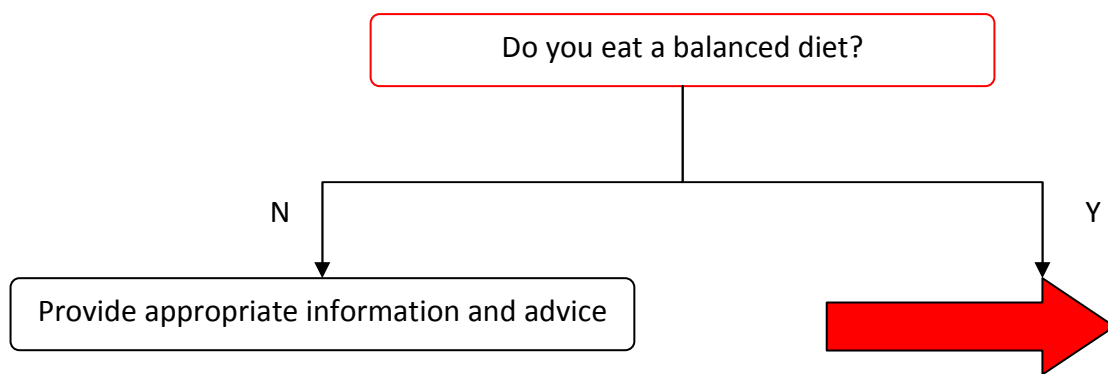 Do you eat a balanced diet?
N
Y
Provide appropriate information and advice